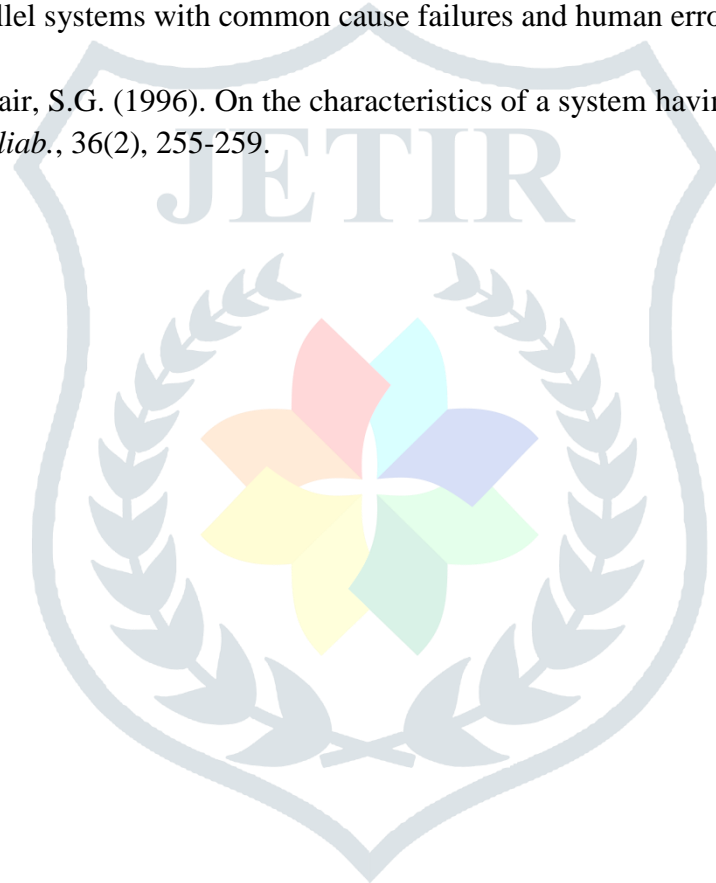 llel systems with common cause failures and human erro
air, S.G. (1996). On the characteristics of a system havin
liab., 36(2), 255-259.
JETIR